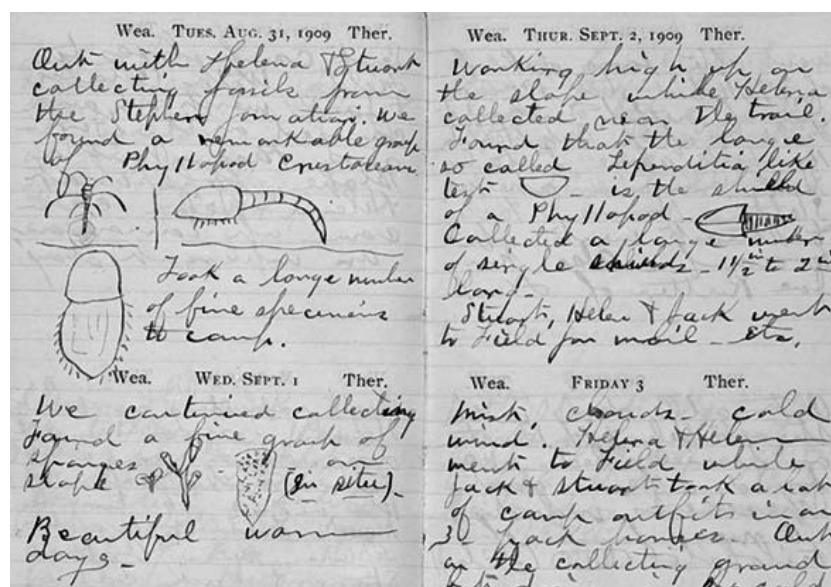 Wea. TUES. AUG. 31, 1909 Ther.
Out with Helena & Stuart
collecting fossils from
the Stephen formation. We
found a remarkable group
of Phyllopod Crustaceans
Took a large number
of fine specimens
to camp.
Wea. WED. SEPT. 1 Ther.
We continued collecting
Found a fine group of
sponges on
slope (in situ) -
Beautiful warm
days -
Wea. THUR. SEPT. 2, 1909 Ther.
Working high up on
the slope while Helena
collected near the trail.
Found that the large
so called Leperditia like
test - is the shield
of a Phyllopod -
Collected a large number
of single shields - 1 1/2 in to 2 in
long -
Stuart, Helen & Jack went
to Field for mail - etc.
Wea. FRIDAY 3 Ther.
Mist, clouds - cold
wind. Helena & Helen
went to Field while
Jack & Stuart took a lot
of camp outfits in on
3 - pack horses - Out
on the collecting ground